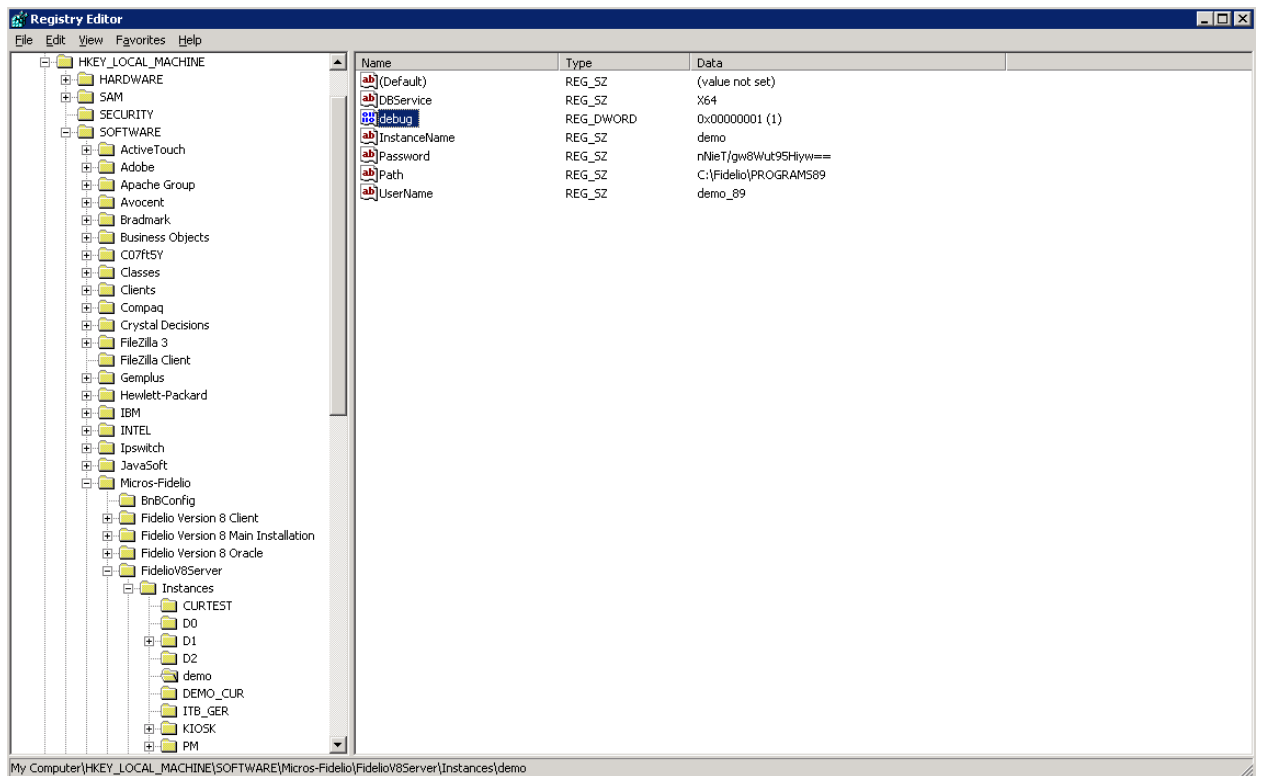 Registry Editor
File Edit View Favorites Help
HKEY_LOCAL_MACHINE
HARDWARE
SAM
SECURITY
SOFTWARE
ActiveTouch
Adobe
Apache Group
Avocent
Bradmark
Business Objects
C07ft5Y
Classes
Clients
Compaq
Crystal Decisions
FileZilla 3
FileZilla Client
Gemplus
Hewlett-Packard
IBM
INTEL
Ipswitch
JavaSoft
Micros-Fidelio
BnBConfig
Fidelio Version 8 Client
Fidelio Version 8 Main Installation
Fidelio Version 8 Oracle
FidelioV8Server
Instances
CURTEST
D0
D1
D2
demo
DEMO_CUR
ITB_GER
KIOSK
PM
Name Type Data
(Default) REG_SZ (value not set)
DBService REG_SZ X64
debug REG_DWORD 0x00000001 (1)
InstanceName REG_SZ demo
Password REG_SZ nNieT/gw8Wut95Hiyw==
Path REG_SZ C:\Fidelio\PROGRAMS89
UserName REG_SZ demo_89
My Computer\HKEY_LOCAL_MACHINE\SOFTWARE\Micros-Fidelio\FidelioV8Server\Instances\demo